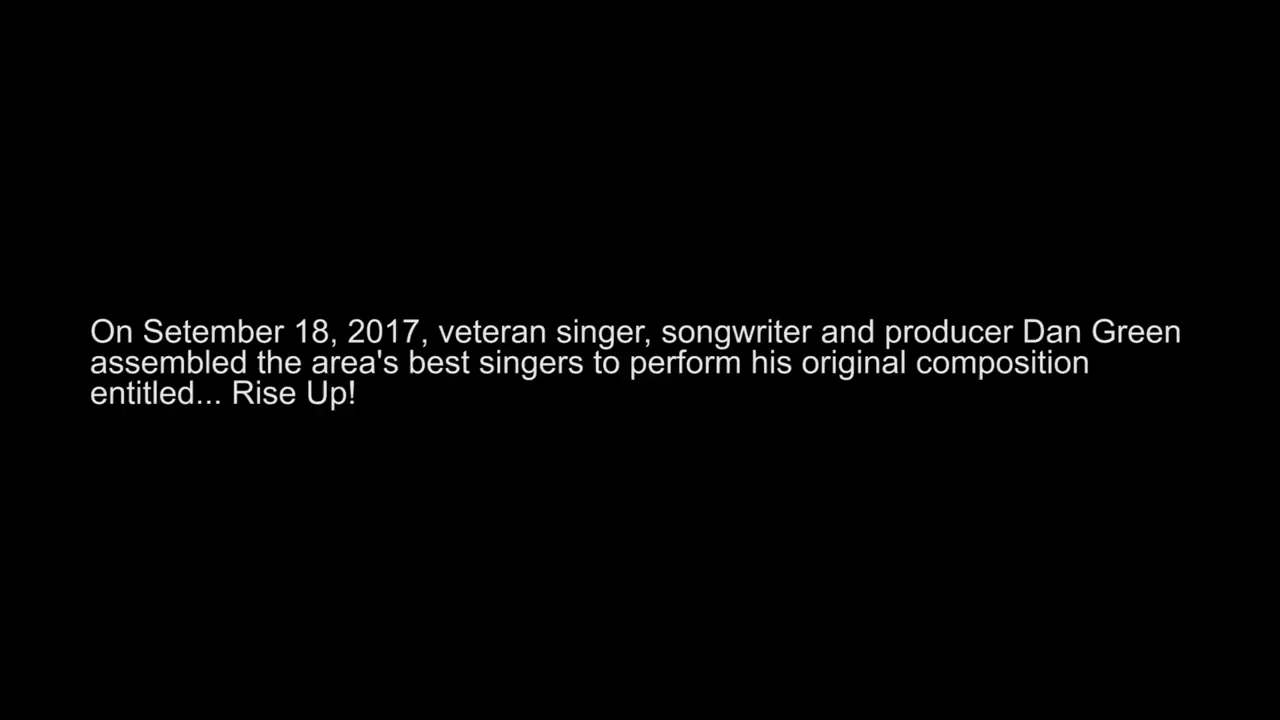 On Setember 18, 2017, veteran singer, songwriter and producer Dan Green
assembled the area's best singers to perform his original composition
entitled... Rise Up!